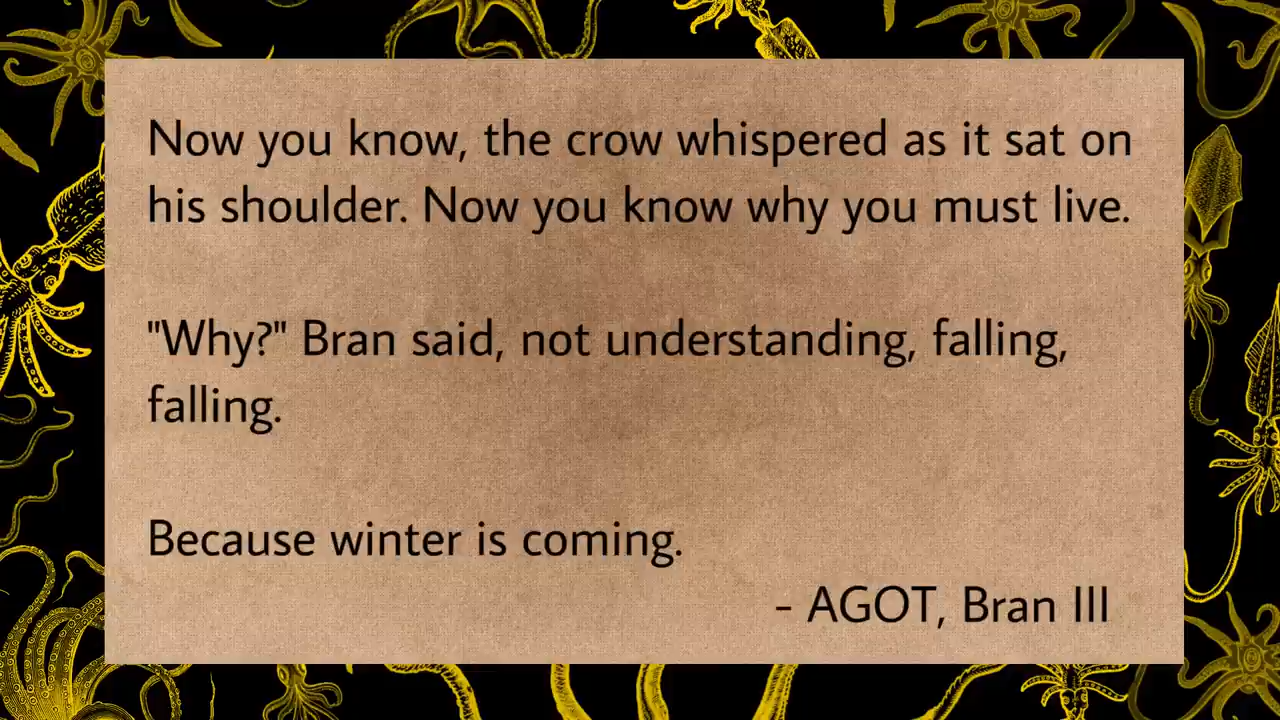 Now you know, the crow whispered as it sat on
his shoulder. Now you know why you must live.
"Why?" Bran said, not understanding, falling,
falling.
Because winter is coming.
- AGOT, Bran III